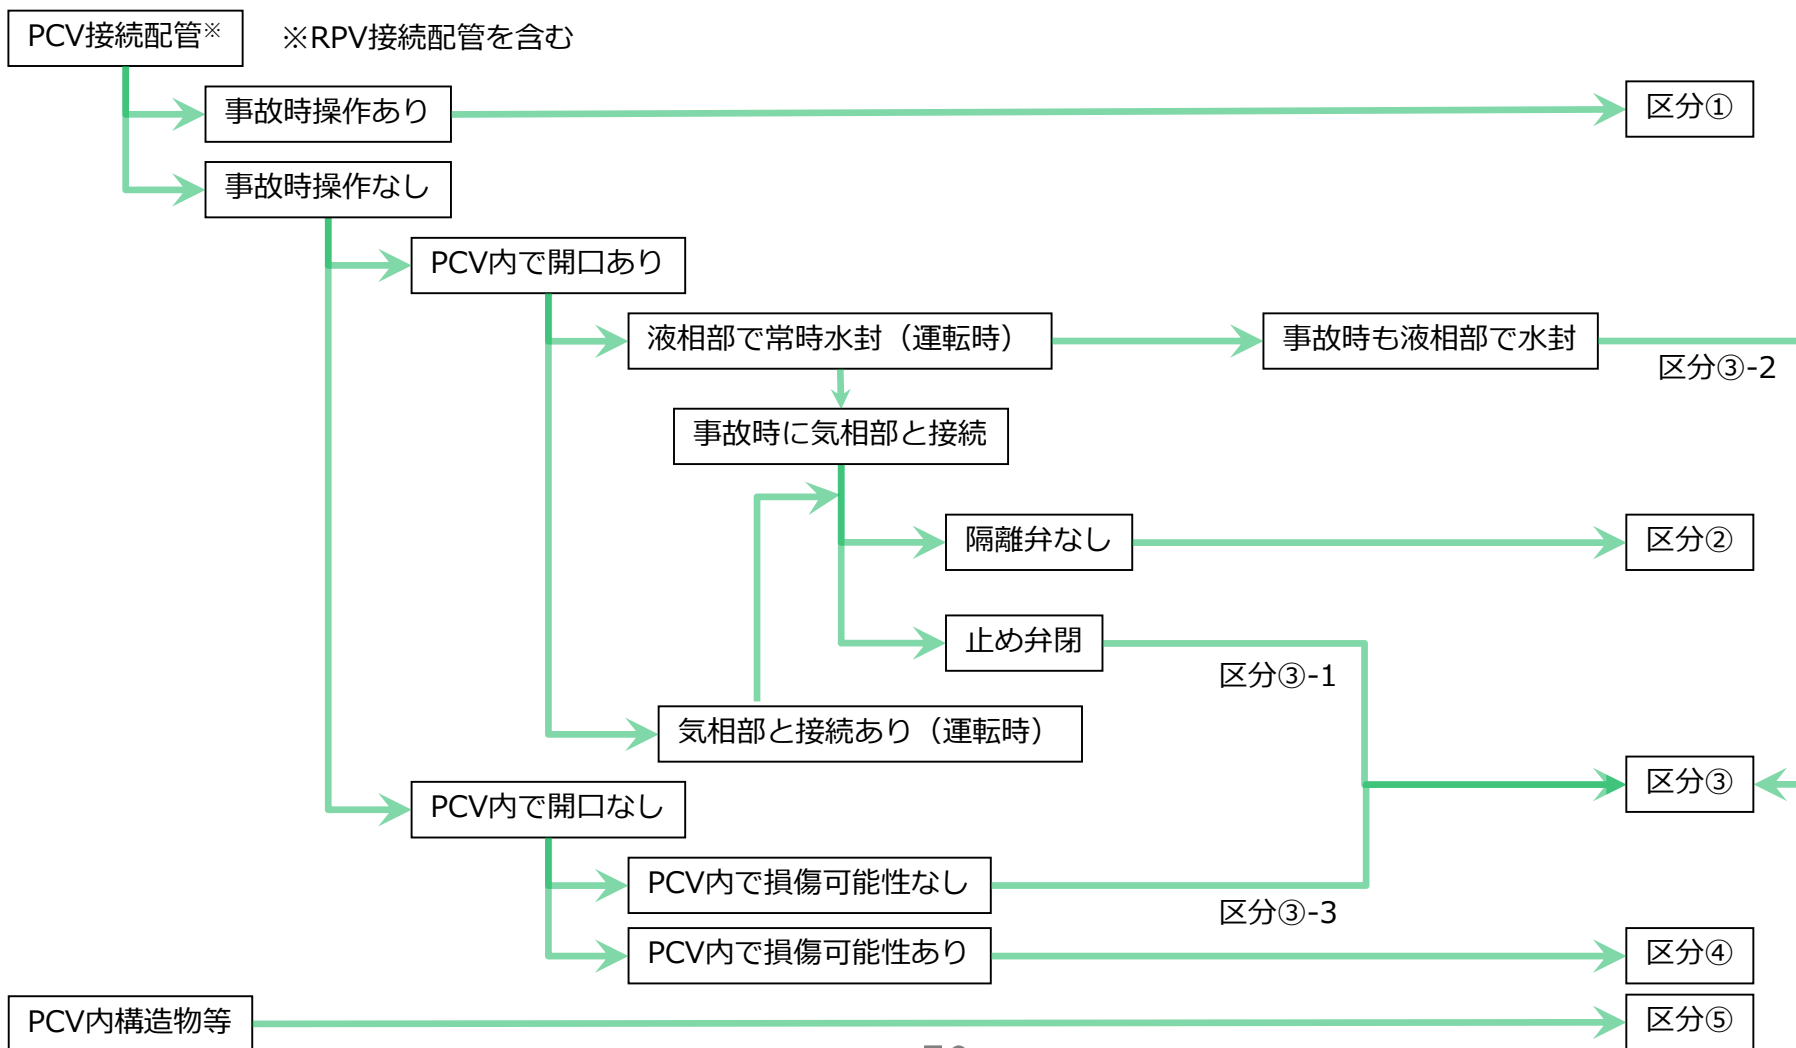 PCV接続配管※
※RPV接続配管を含む
事故時操作あり
区分①
事故時操作なし
PCV内で開口あり
液相部で常時水封（運転時）
事故時も液相部で水封
区分③-2
事故時に気相部と接続
隔離弁なし
区分②
止め弁閉
区分③-1
気相部と接続あり（運転時）
区分③
PCV内で開口なし
PCV内で損傷可能性なし
区分③-3
PCV内で損傷可能性あり
区分④
PCV内構造物等
区分⑤